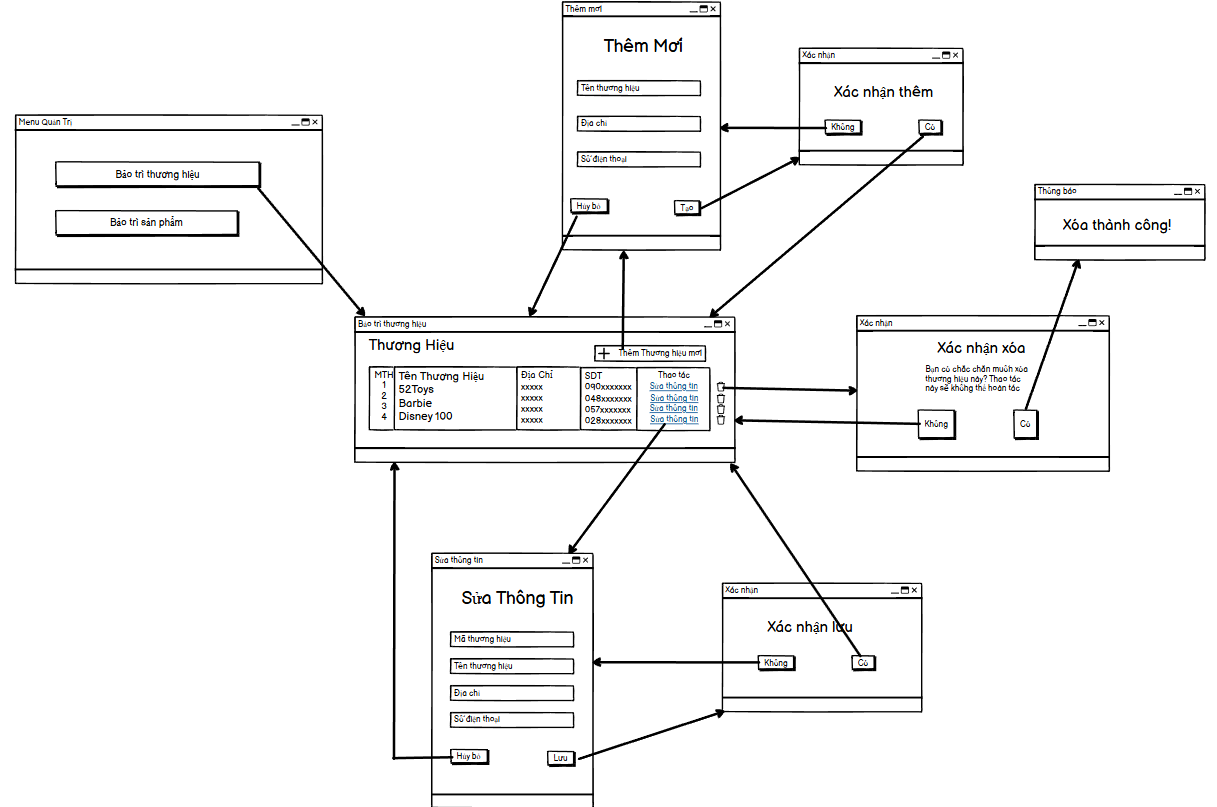 Menu Quản Trị
Bảo trì thương hiệu
Bảo trì sản phẩm
Thêm mới
Thêm Mới
Tên thương hiệu
Địa chỉ
Số điện thoại
Hủy bỏ
Tạo
Xác nhận
Xác nhận thêm
Không
Có
Thông báo
Xóa thành công!
Bảo trì thương hiệu
Thương Hiệu
Thêm Thương hiệu mới
MTH Tên Thương Hiệu Địa Chỉ SDT Thao tác
1 52Toys xxxxx 090xxxxxxx Sửa thông tin
2 Barbie xxxxx 048xxxxxxx Sửa thông tin
3 Disney100 xxxxx 057xxxxxxx Sửa thông tin
4 xxxxx 028xxxxxxx Sửa thông tin
Xác nhận
Xác nhận xóa
Bạn có chắc chắn muốn xóa
thương hiệu này? Thao tác
này sẽ không thể hoàn tác
Không
Có
Sửa thông tin
Sửa Thông Tin
Mã thương hiệu
Tên thương hiệu
Địa chỉ
Số điện thoại
Hủy bỏ
Lưu
Xác nhận
Xác nhận lưu
Không
Có